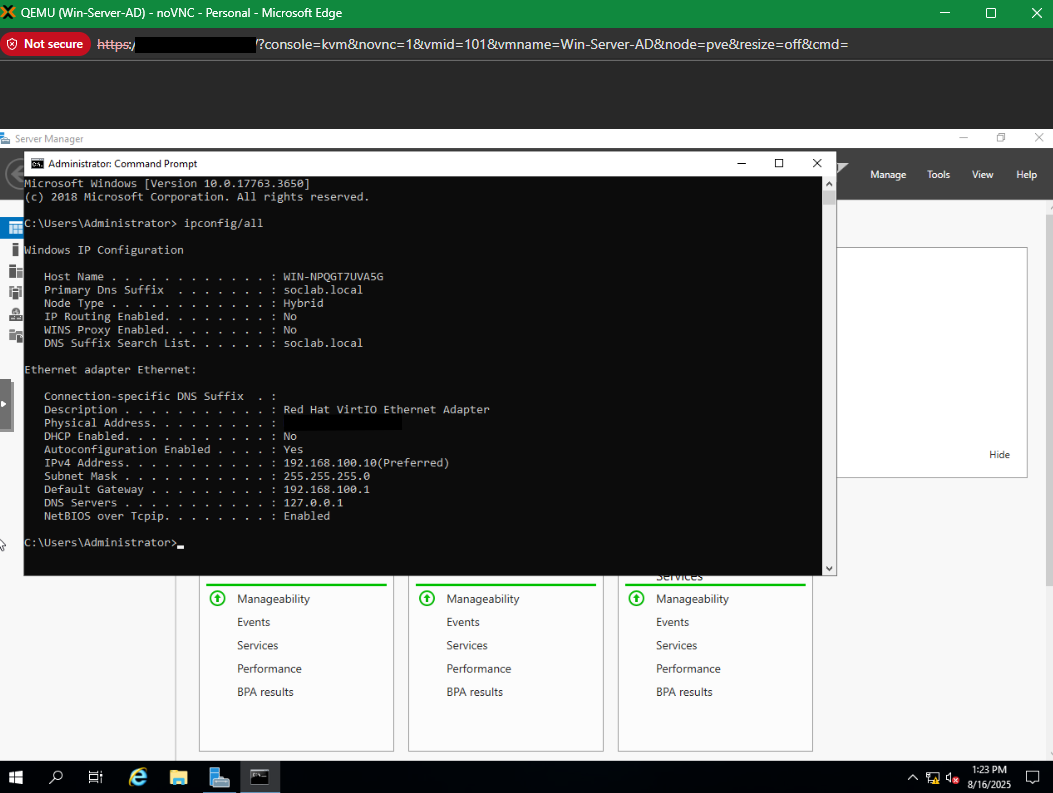 QEMU (Win-Server-AD) - noVNC - Personal - Microsoft Edge
Not secure https:/ /?console=kvm&novnc=1&vmid=101&vmname=Win-Server-AD&node=pve&resize=off&cmd=
Server Manager
Manage Tools View Help
Administrator: Command Prompt
Microsoft Windows [Version 10.0.17763.3650]
(c) 2018 Microsoft Corporation. All rights reserved.
C:\Users\Administrator> ipconfig/all
Windows IP Configuration
Host Name . . . . . . . . . . . . : WIN-NPQGT7UVA5G
Primary Dns Suffix . . . . . . . : soclab.local
Node Type . . . . . . . . . . . . : Hybrid
IP Routing Enabled. . . . . . . . : No
WINS Proxy Enabled. . . . . . . . : No
DNS Suffix Search List. . . . . . : soclab.local
Ethernet adapter Ethernet:
Connection-specific DNS Suffix . :
Description . . . . . . . . . . . : Red Hat VirtIO Ethernet Adapter
Physical Address. . . . . . . . . :
DHCP Enabled. . . . . . . . . . . : No
Autoconfiguration Enabled . . . . : Yes
IPv4 Address. . . . . . . . . . . : 192.168.100.10(Preferred)
Subnet Mask . . . . . . . . . . . : 255.255.255.0
Default Gateway . . . . . . . . . : 192.168.100.1
DNS Servers . . . . . . . . . . . : 127.0.0.1
NetBIOS over Tcpip. . . . . . . . : Enabled
C:\Users\Administrator>
Hide
Services
Manageability
Events
Services
Performance
BPA results
Manageability
Events
Services
Performance
BPA results
Manageability
Events
Services
Performance
BPA results
1:23 PM
8/16/2025